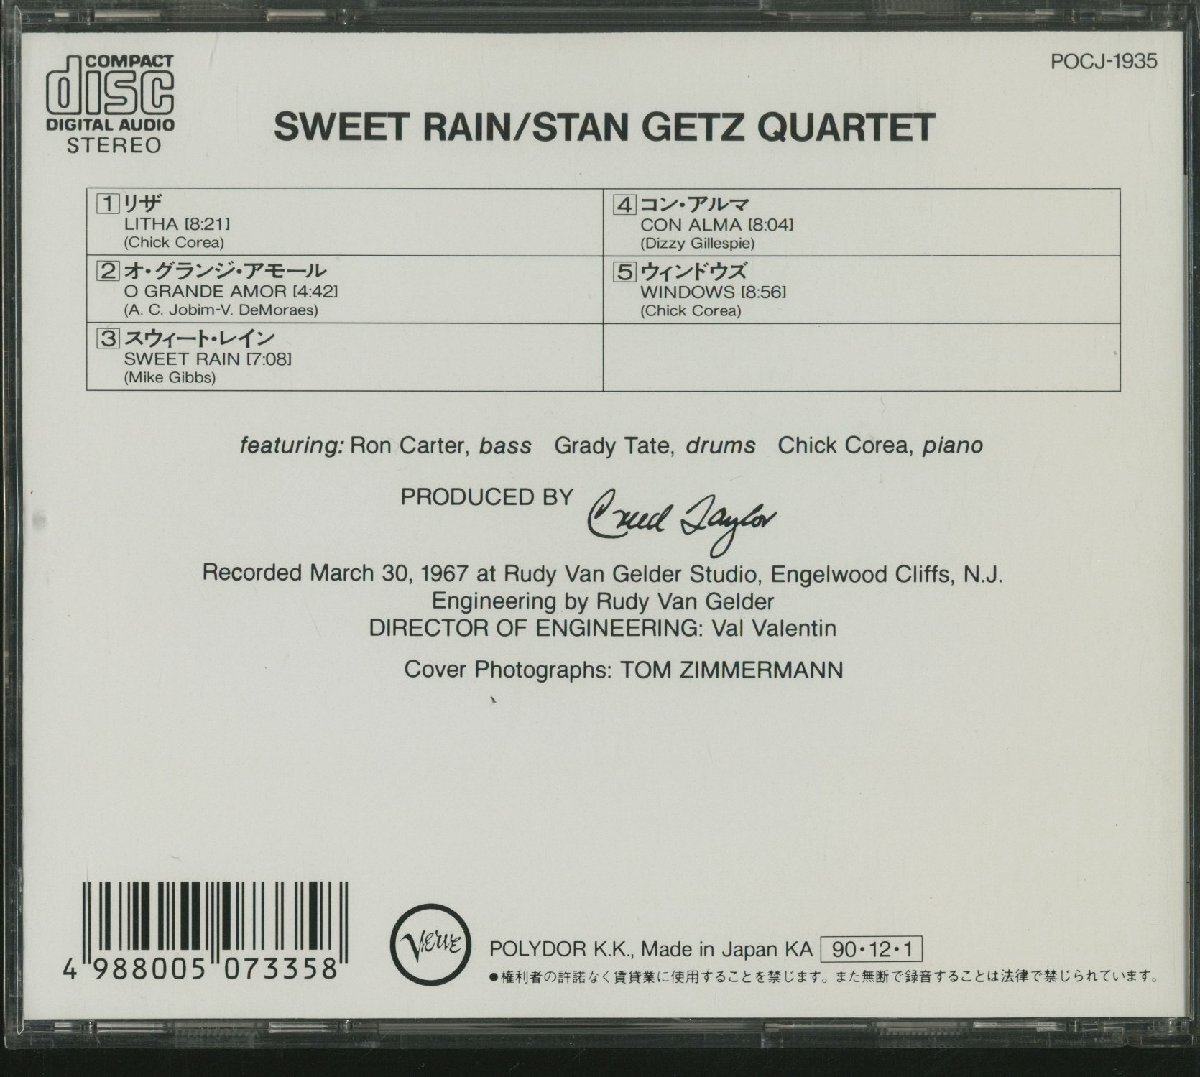 COMPACT
disc
DIGITAL AUDIO
STEREO
POCJ-1935
SWEET RAIN/STAN GETZ QUARTET
1 リザ
LITHA [8:21]
(Chick Corea)
2 オ・グランジ・アモール
O GRANDE AMOR [4:42]
(A. C. Jobim-V. DeMoraes)
3 スウィート・レイン
SWEET RAIN [7:08]
(Mike Gibbs)
4 コン・アルマ
CON ALMA [8:04]
(Dizzy Gillespie)
5 ウィンドウズ
WINDOWS [8:56]
(Chick Corea)
featuring: Ron Carter, bass Grady Tate, drums Chick Corea, piano
PRODUCED BY Creed Taylor
Recorded March 30, 1967 at Rudy Van Gelder Studio, Engelwood Cliffs, N.J.
Engineering by Rudy Van Gelder
DIRECTOR OF ENGINEERING: Val Valentin
Cover Photographs: TOM ZIMMERMANN
4 988005 073358
VERVE
POLYDOR K.K., Made in Japan KA 90・12・1
●権利者の許諾なく賃貸業に使用することを禁じます。また無断で録音することは法律で禁じられています。